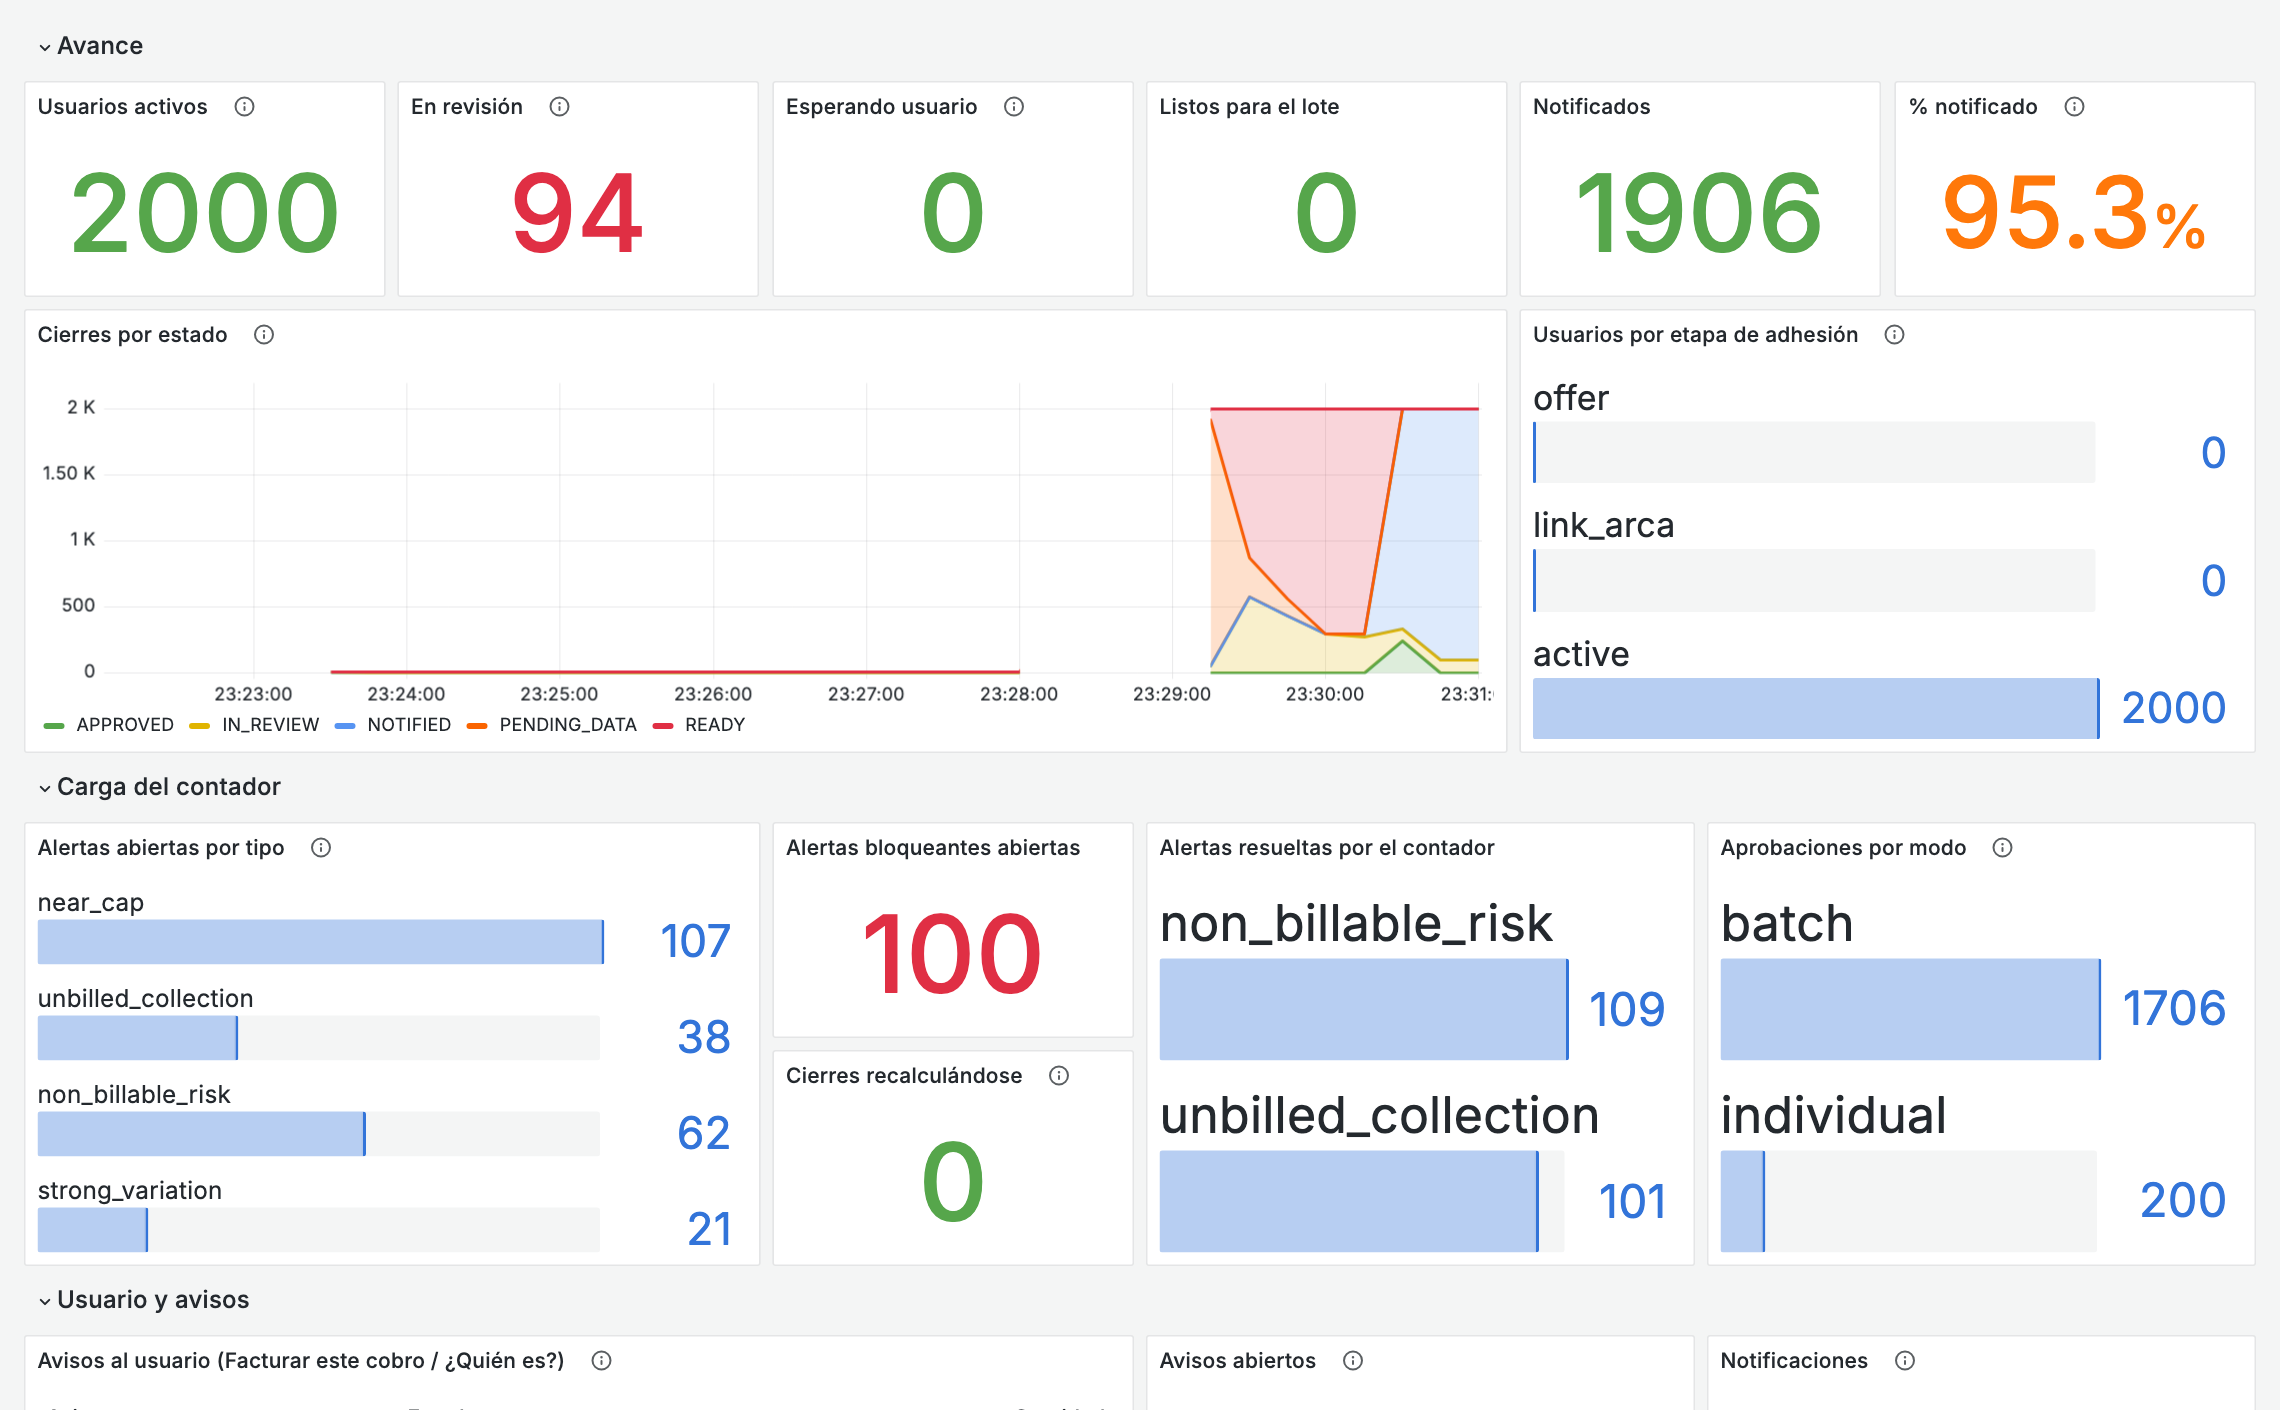 Avance
Usuarios activos
2000
En revisión
94
Esperando usuario
0
Listos para el lote
0
Notificados
1906
% notificado
95.3%
Cierres por estado
2 K
1.50 K
1 K
500
0
23:23:00 23:24:00 23:25:00 23:26:00 23:27:00 23:28:00 23:29:00 23:30:00 23:31:
APPROVED IN_REVIEW NOTIFIED PENDING_DATA READY
Usuarios por etapa de adhesión
offer
0
link_arca
0
active
2000
Carga del contador
Alertas abiertas por tipo
near_cap
107
unbilled_collection
38
non_billable_risk
62
strong_variation
21
Alertas bloqueantes abiertas
100
Cierres recalculándose
0
Alertas resueltas por el contador
non_billable_risk
109
unbilled_collection
101
Aprobaciones por modo
batch
1706
individual
200
Usuario y avisos
Avisos al usuario (Facturar este cobro / ¿Quién es?)
Avisos abiertos
Notificaciones